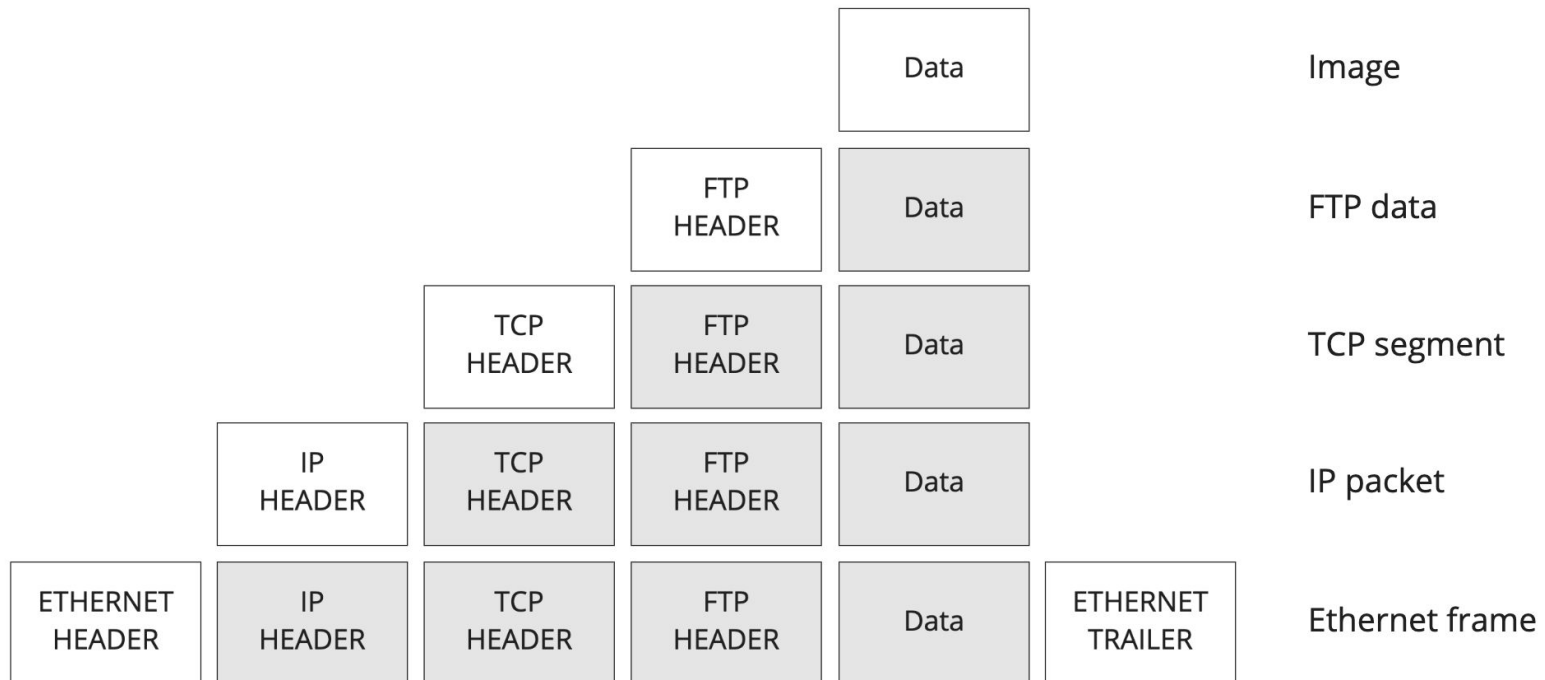 Data
Image
FTP
HEADER
Data
FTP data
TCP
HEADER
FTP
HEADER
Data
TCP segment
IP
HEADER
TCP
HEADER
FTP
HEADER
Data
IP packet
ETHERNET
HEADER
IP
HEADER
TCP
HEADER
FTP
HEADER
Data
ETHERNET
TRAILER
Ethernet frame